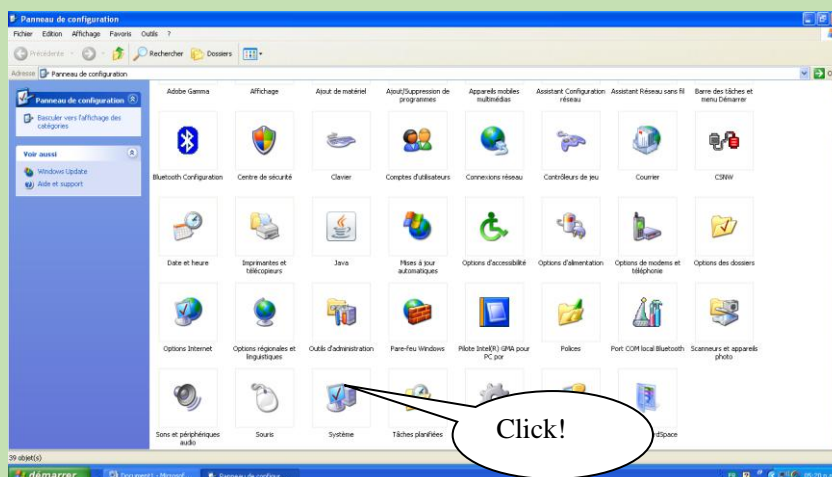 Panneau de configuration
Fichier Edition Affichage Favoris Outils ?
Précédente Rechercher Dossiers
Adresse Panneau de configuration
Panneau de configuration
Basculer vers l'affichage des
catégories
Voir aussi
Windows Update
Aide et support
Adobe Gamma Affichage Ajout de matériel Ajout/Suppression de
programmes Appareils mobiles
multimédias Assistant Configuration
réseau Assistant Réseau sans fil Barre des tâches et
menu Démarrer
Bluetooth Configuration Centre de sécurité Clavier Comptes d'utilisateurs Connexions réseau Contrôleurs de jeu Courrier CSNW
Date et heure Imprimantes et
télécopieurs Java Mises à jour
automatiques Options d'accessibilité Options d'alimentation Options de modems et
téléphonie Options des dossiers
Options Internet Options régionales et
linguistiques Outils d'administration Pare-feu Windows Pilote Intel(R) GMA pour
PC por Polices Port COM local Bluetooth Scanneurs et appareils
photo
Sons et périphériques
audio Souris Système Tâches planifiées
Click!
39 objet(s)
démarrer Document1 - Microsof... Panneau de configur...
FR